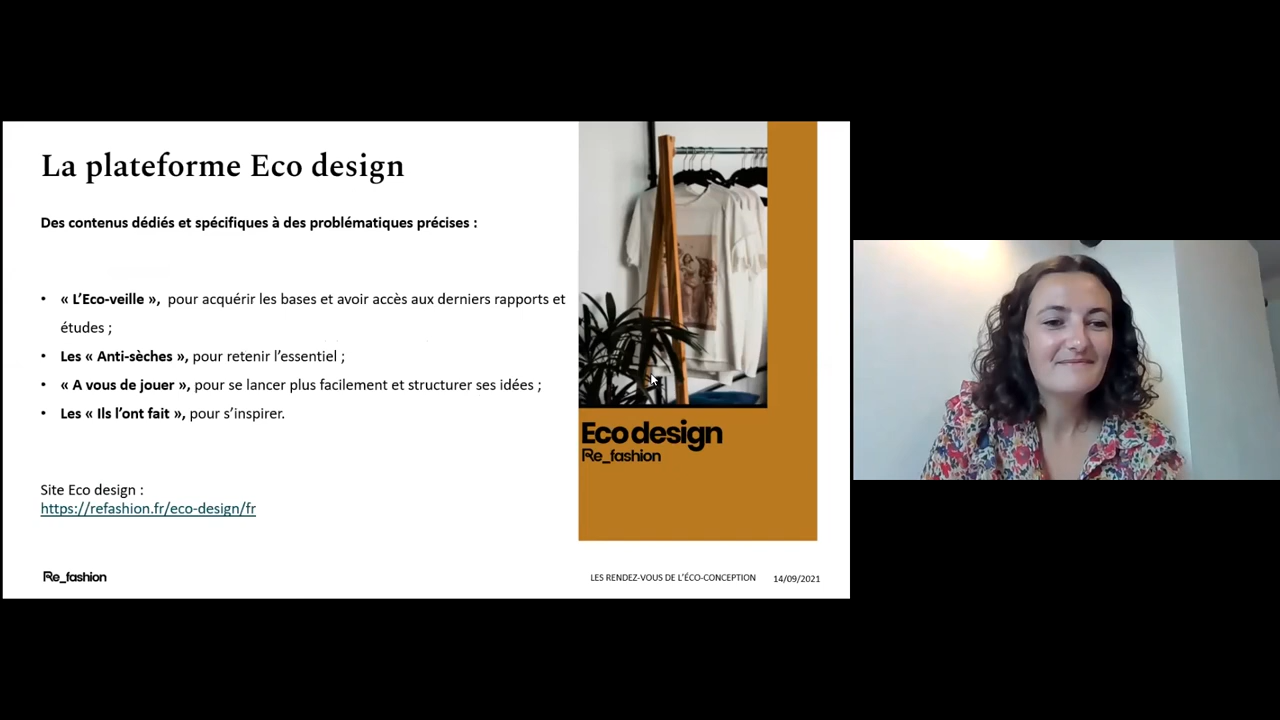 La plateforme Eco design
Des contenus dédiés et spécifiques à des problématiques précises :
• « L’Eco-veille », pour acquérir les bases et avoir accès aux derniers rapports et
études ;
• Les « Anti-sèches », pour retenir l’essentiel ;
• « A vous de jouer », pour se lancer plus facilement et structurer ses idées ;
• Les « Ils l’ont fait », pour s’inspirer.
Site Eco design :
https://refashion.fr/eco-design/fr
Eco design
Re_fashion
Re_fashion
LES RENDEZ-VOUS DE L’ÉCO-CONCEPTION
14/09/2021